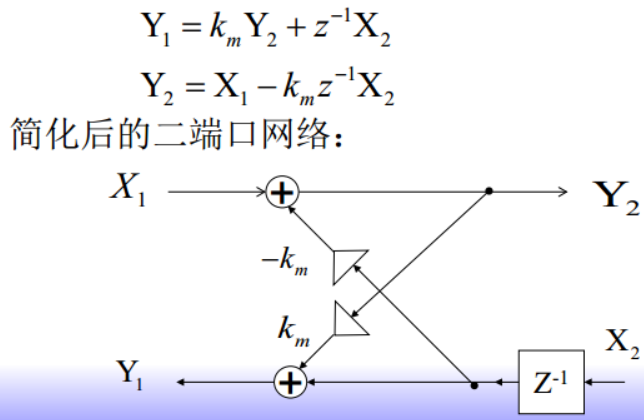 Y₁ = kₘY₂ + z⁻¹X₂
Y₂ = X₁ − kₘz⁻¹X₂
简化后的二端口网络：
X₁
+
Y₂
−kₘ
kₘ
X₂
Y₁
+
Z⁻¹